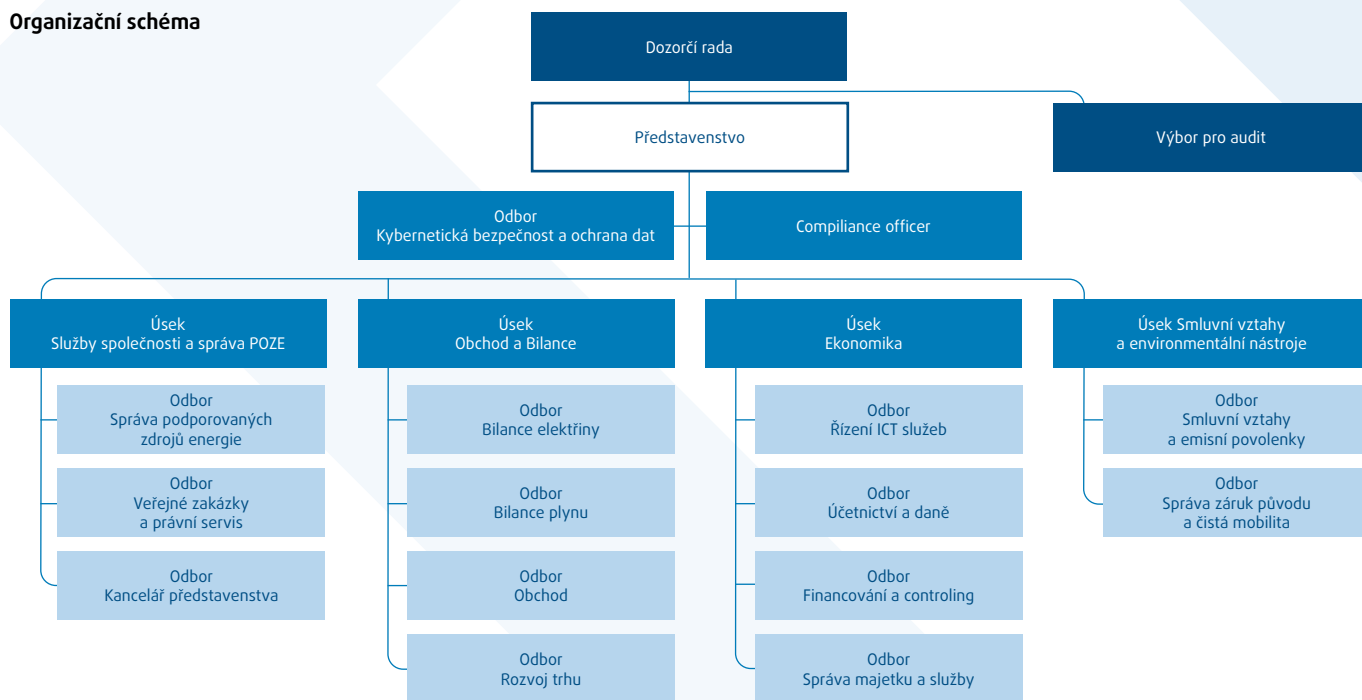 Organizační schéma
Dozorčí rada
Představenstvo
Výbor pro audit
Odbor
Kybernetická bezpečnost a ochrana dat
Compiliance officer
Úsek
Služby společnosti a správa POZE
Úsek
Obchod a Bilance
Úsek
Ekonomika
Úsek Smluvní vztahy
a environmentální nástroje
Odbor
Správa podporovaných
zdrojů energie
Odbor
Bilance elektřiny
Odbor
Řízení ICT služeb
Odbor
Smluvní vztahy
a emisní povolenky
Odbor
Veřejné zakázky
a právní servis
Odbor
Bilance plynu
Odbor
Účetnictví a daně
Odbor
Správa záruk původu
a čistá mobilita
Odbor
Kancelář představenstva
Odbor
Obchod
Odbor
Financování a controling
Odbor
Rozvoj trhu
Odbor
Správa majetku a služby